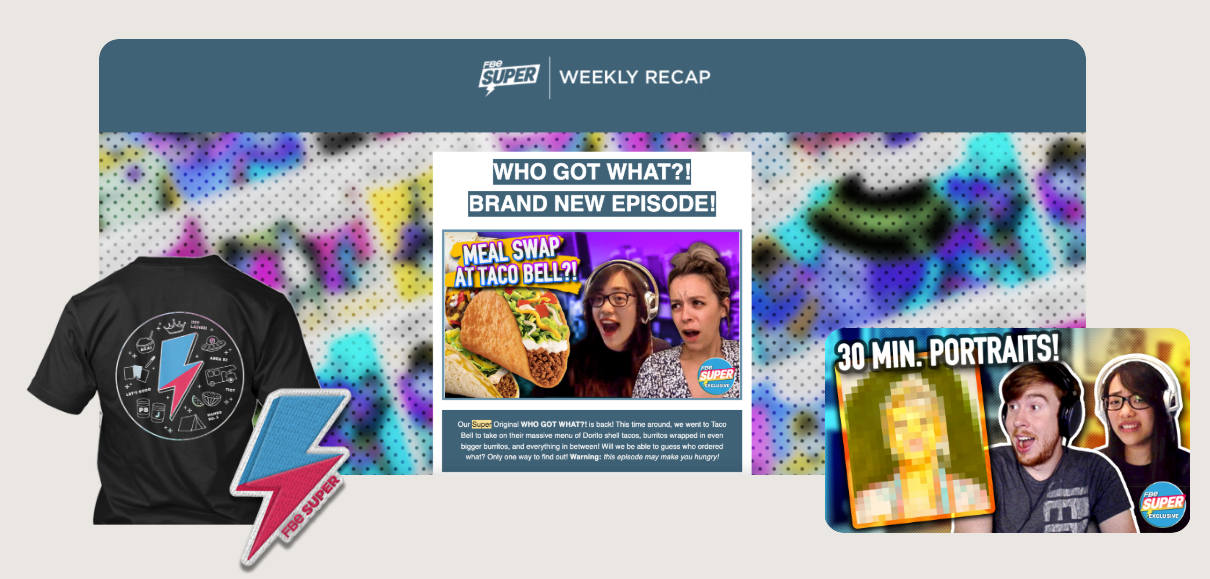 FBE
SUPER
WEEKLY RECAP
WHO GOT WHAT?!
BRAND NEW EPISODE!
MEAL SWAP
AT TACO BELL?!
FBE
SUPER
EXCLUSIVE
Our Super Original WHO GOT WHAT?! is back! This time around, we went to Taco
Bell to take on their massive menu of Dorito shell tacos, burritos wrapped in even
bigger burritos, and everything in between! Will we be able to guess who ordered
what? Only one way to find out! Warning: this episode may make you hungry!
AREA 51
LET'S GOOO
PB
J
MAMBO
NO. 5
FBE SUPER
30 MIN. PORTRAITS!
FBE
SUPER
EXCLUSIVE